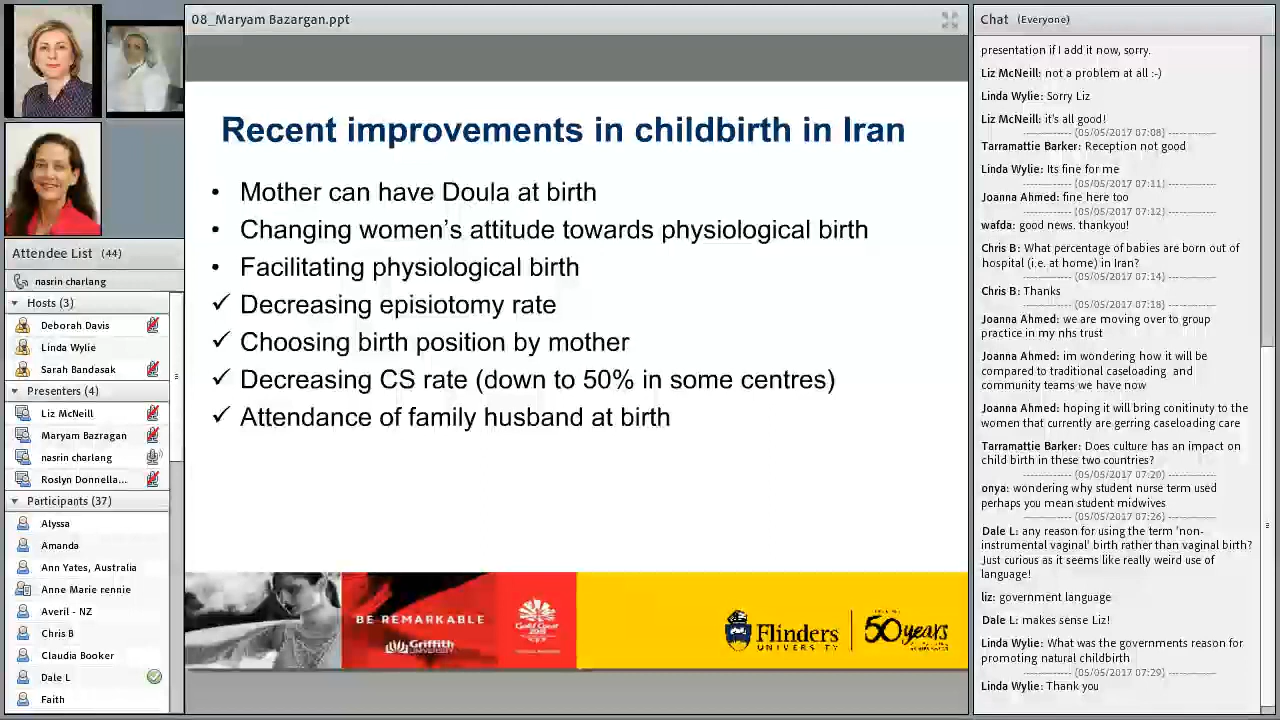 08_Maryam Bazargan.ppt
Recent improvements in childbirth in Iran
• Mother can have Doula at birth
• Changing women's attitude towards physiological birth
• Facilitating physiological birth
✓ Decreasing episiotomy rate
✓ Choosing birth position by mother
✓ Decreasing CS rate (down to 50% in some centres)
✓ Attendance of family husband at birth
BE REMARKABLE
Griffith
UNIVERSITY
Flinders
UNIVERSITY
50 years
Attendee List (44)
nasrin charlang
Hosts (3)
Deborah Davis
Linda Wylie
Sarah Bandasak
Presenters (4)
Liz McNeill
Maryam Bazragan
nasrin charlang
Roslyn Donnella...
Participants (37)
Alyssa
Amanda
Ann Yates, Australia
Anne Marie rennie
Averil - NZ
Chris B
Claudia Booker
Dale L
Faith
Chat (Everyone)
presentation if I add it now, sorry.
Liz McNeill: not a problem at all :-)
Linda Wylie: Sorry Liz
Liz McNeill: it's all good!
(05/05/2017 07:08)
Tarramattie Barker: Reception not good
Linda Wylie: Its fine for me
(05/05/2017 07:11)
Joanna Ahmed: fine here too
(05/05/2017 07:12)
wafda: good news. thankyou!
Chris B: What percentage of babies are born out of
hospital (i.e. at home) in Iran?
(05/05/2017 07:14)
Chris B: Thanks
(05/05/2017 07:18)
Joanna Ahmed: we are moving over to group
practice in my nhs trust
Joanna Ahmed: im wondering how it will be
compared to traditional caseloading and
community teams we have now
Joanna Ahmed: hoping it will bring conitinuty to the
women that currently are gerring caseloading care
Tarramattie Barker: Does culture has an impact on
child birth in these two countries?
(05/05/2017 07:20)
onya: wondering why student nurse term used
perhaps you mean student midwives
(05/05/2017 07:26)
Dale L: any reason for using the term 'non-
instrumental vaginal' birth rather than vaginal birth?
Just curious as it seems like really weird use of
language!
liz: government language
Dale L: makes sense Liz!
Linda Wylie: What was the governments reason for
promoting natural childbirth
(05/05/2017 07:29)
Linda Wylie: Thank you